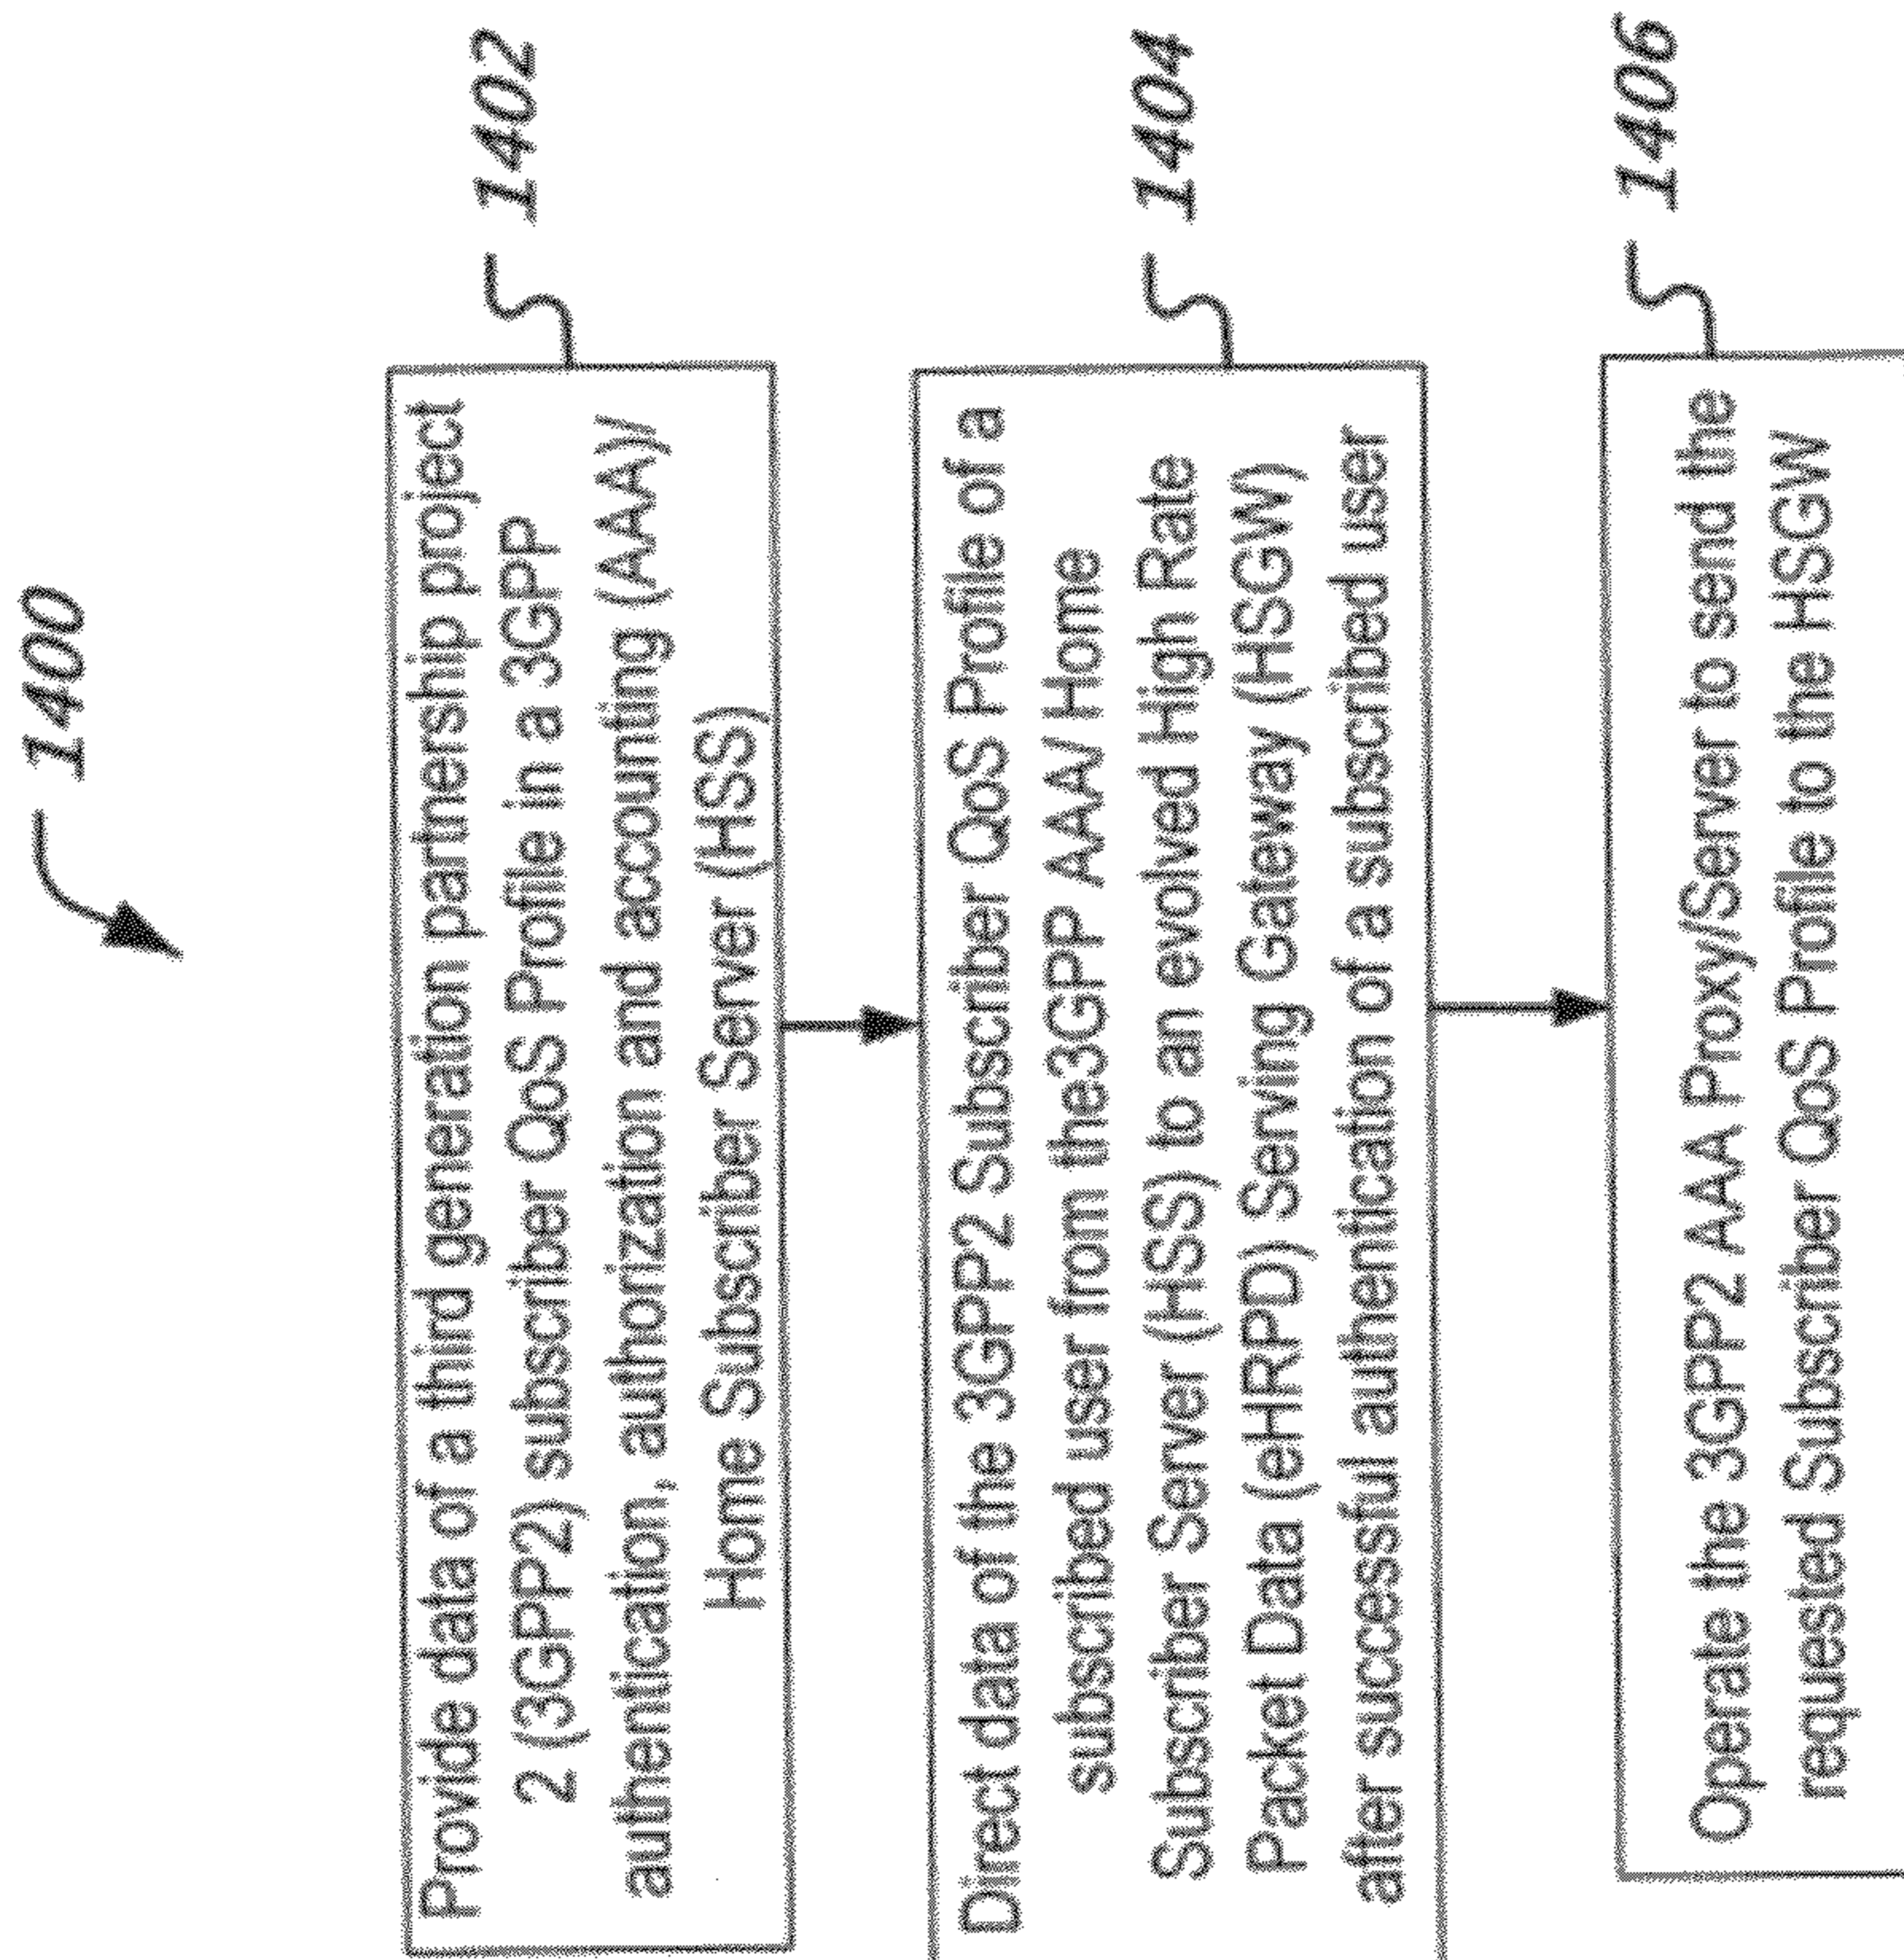 1400
Provide data of a third generation partnership project
2 (3GPP2) subscriber QoS Profile in a 3GPP
authentication, authorization and accounting (AAA)/
Home Subscriber Server (HSS)
1402
Direct data of the 3GPP2 Subscriber QoS Profile of a
subscribed user from the3GPP AAA/ Home
Subscriber Server (HSS) to an evolved High Rate
Packet Data (eHRPD) Serving Gateway (HSGW)
after successful authentication of a subscribed user
1404
Operate the 3GPP2 AAA Proxy/Server to send the
requested Subscriber QoS Profile to the HSGW
1406